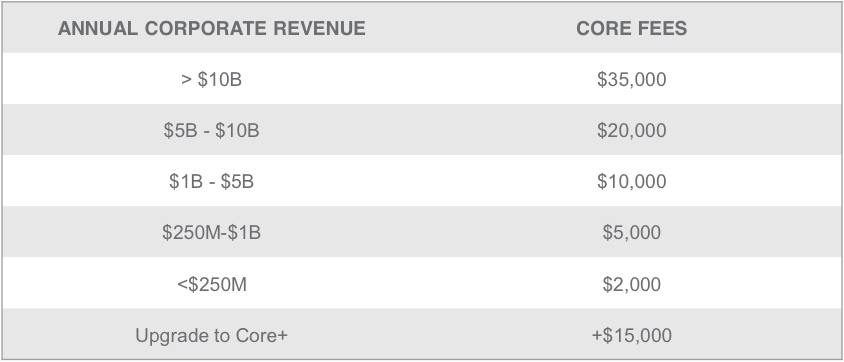 ANNUAL CORPORATE REVENUE CORE FEES
> $10B $35,000
$5B - $10B $20,000
$1B - $5B $10,000
$250M-$1B $5,000
<$250M $2,000
Upgrade to Core+ +$15,000